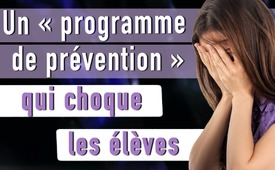 Un « programme
de prévention »
qui choque
les élèves